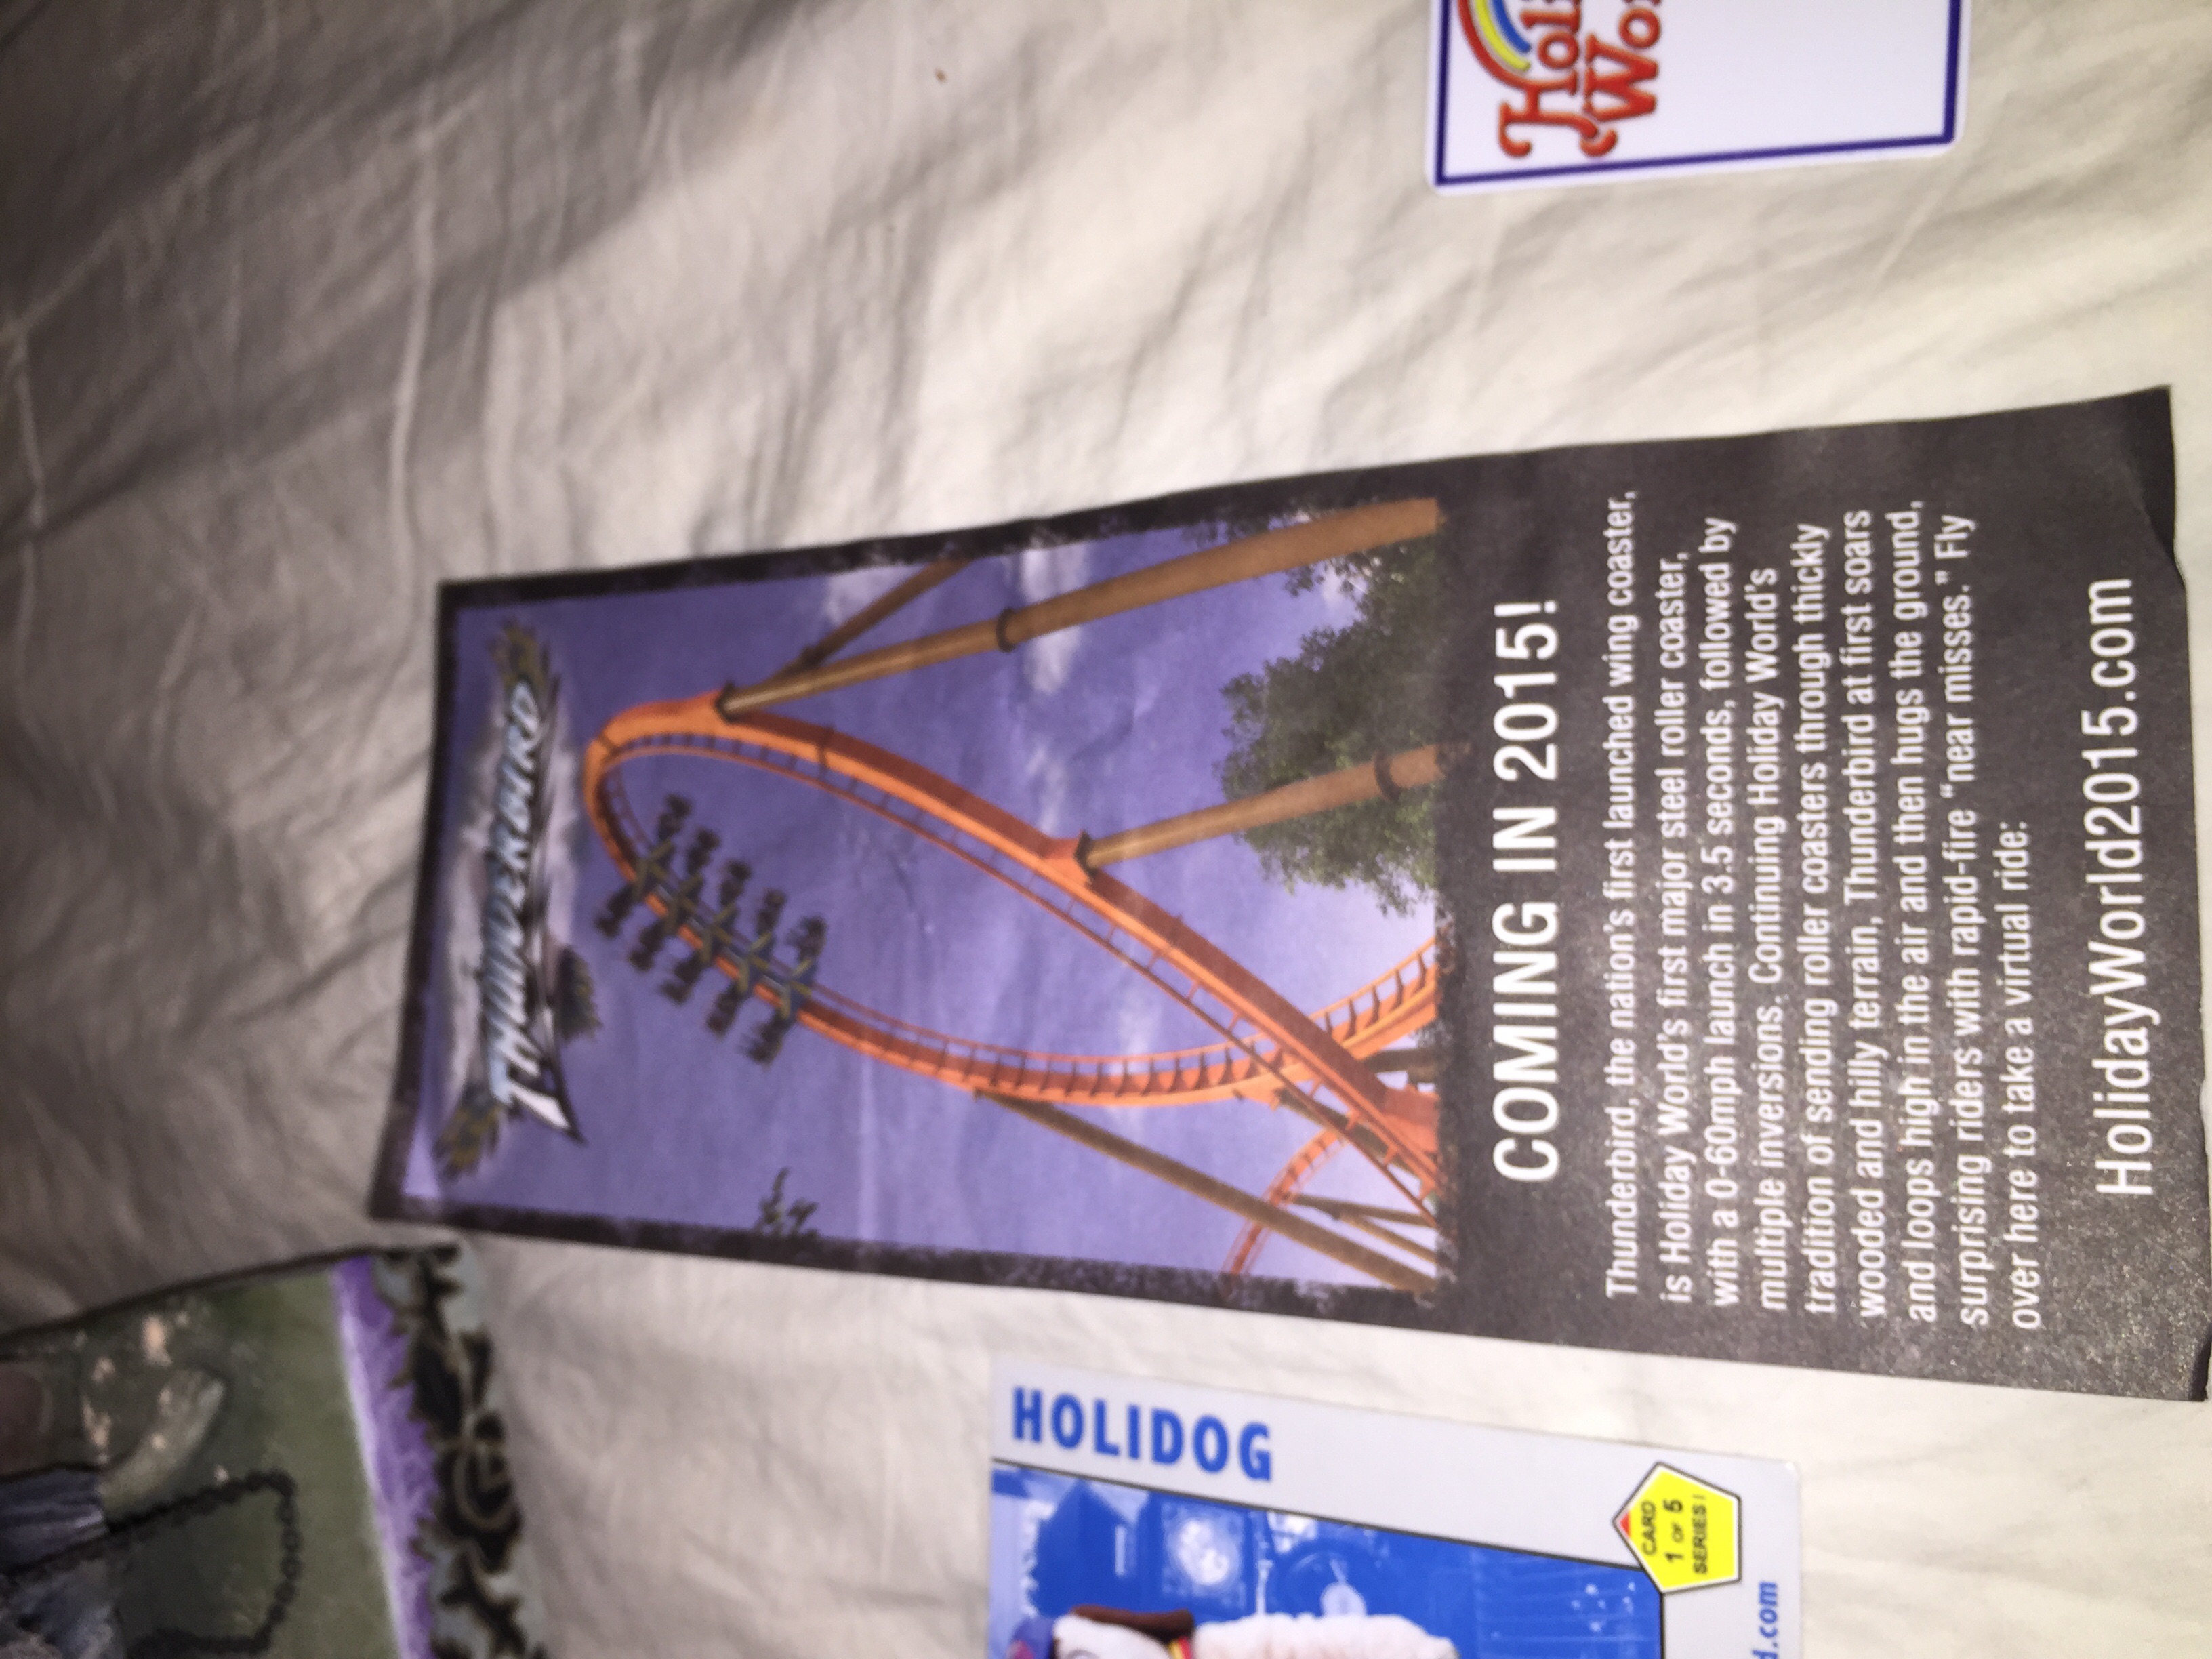 THUNDERBIRD
COMING IN 2015!
Thunderbird, the nation's first launched wing coaster,
is Holiday World's first major steel roller coaster,
with a 0-60mph launch in 3.5 seconds, followed by
multiple inversions. Continuing Holiday World's
tradition of sending roller coasters through thickly
wooded and hilly terrain, Thunderbird at first soars
and loops high in the air and then hugs the ground,
surprising riders with rapid-fire "near misses." Fly
over here to take a virtual ride:
HolidayWorld2015.com
HOLIDOG
CARD
1 OF 5
SERIES!
d.com
Holi
Wor